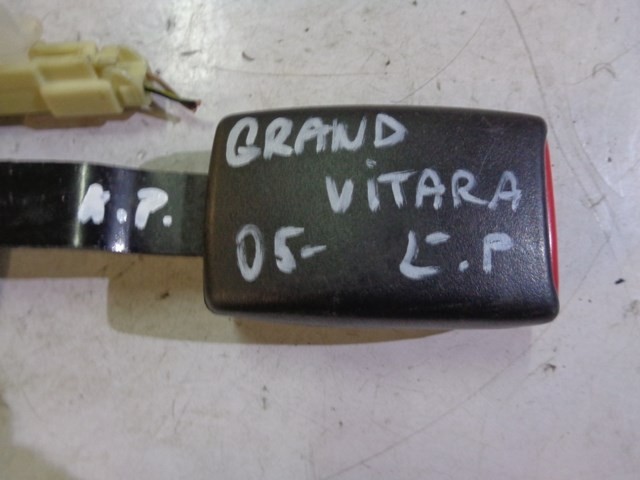 GRAND
VITARA
05- L.P
A.P.